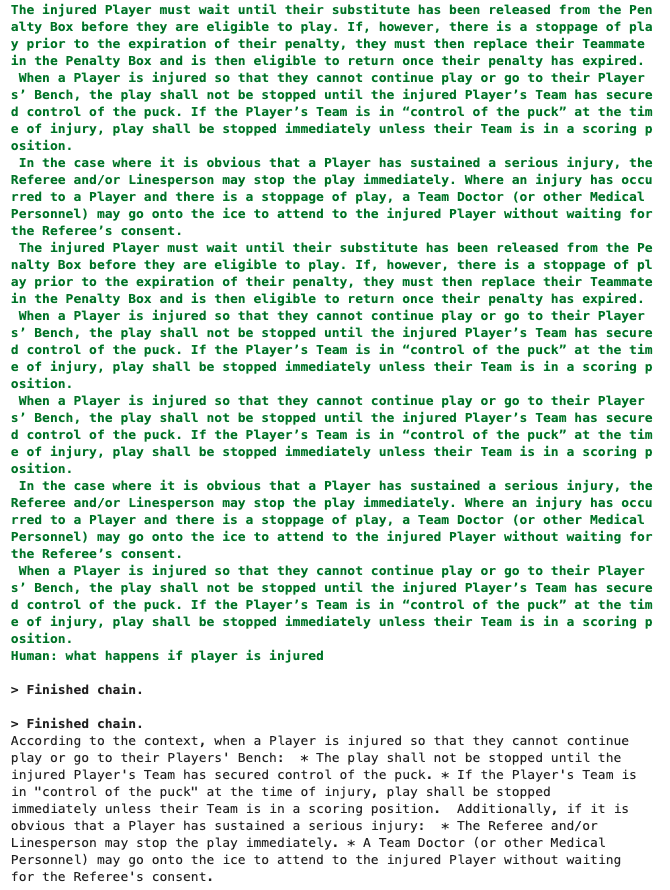 The injured Player must wait until their substitute has been released from the Pen
alty Box before they are eligible to play. If, however, there is a stoppage of pla
y prior to the expiration of their penalty, they must then replace their Teammate
in the Penalty Box and is then eligible to return once their penalty has expired.
When a Player is injured so that they cannot continue play or go to their Player
s’ Bench, the play shall not be stopped until the injured Player’s Team has secure
d control of the puck. If the Player’s Team is in “control of the puck” at the tim
e of injury, play shall be stopped immediately unless their Team is in a scoring p
osition.
In the case where it is obvious that a Player has sustained a serious injury, the
Referee and/or Linesperson may stop the play immediately. Where an injury has occu
rred to a Player and there is a stoppage of play, a Team Doctor (or other Medical
Personnel) may go onto the ice to attend to the injured Player without waiting for
the Referee’s consent.
The injured Player must wait until their substitute has been released from the Pe
nalty Box before they are eligible to play. If, however, there is a stoppage of pl
ay prior to the expiration of their penalty, they must then replace their Teammate
in the Penalty Box and is then eligible to return once their penalty has expired.
When a Player is injured so that they cannot continue play or go to their Player
s’ Bench, the play shall not be stopped until the injured Player’s Team has secure
d control of the puck. If the Player’s Team is in “control of the puck” at the tim
e of injury, play shall be stopped immediately unless their Team is in a scoring p
osition.
When a Player is injured so that they cannot continue play or go to their Player
s’ Bench, the play shall not be stopped until the injured Player’s Team has secure
d control of the puck. If the Player’s Team is in “control of the puck” at the tim
e of injury, play shall be stopped immediately unless their Team is in a scoring p
osition.
In the case where it is obvious that a Player has sustained a serious injury, the
Referee and/or Linesperson may stop the play immediately. Where an injury has occu
rred to a Player and there is a stoppage of play, a Team Doctor (or other Medical
Personnel) may go onto the ice to attend to the injured Player without waiting for
the Referee’s consent.
When a Player is injured so that they cannot continue play or go to their Player
s’ Bench, the play shall not be stopped until the injured Player’s Team has secure
d control of the puck. If the Player’s Team is in “control of the puck” at the tim
e of injury, play shall be stopped immediately unless their Team is in a scoring p
osition.
Human: what happens if player is injured
> Finished chain.
> Finished chain.
According to the context, when a Player is injured so that they cannot continue
play or go to their Players' Bench:  * The play shall not be stopped until the
injured Player's Team has secured control of the puck. * If the Player's Team is
in "control of the puck" at the time of injury, play shall be stopped
immediately unless their Team is in a scoring position.  Additionally, if it is
obvious that a Player has sustained a serious injury:  * The Referee and/or
Linesperson may stop the play immediately. * A Team Doctor (or other Medical
Personnel) may go onto the ice to attend to the injured Player without waiting
for the Referee's consent.